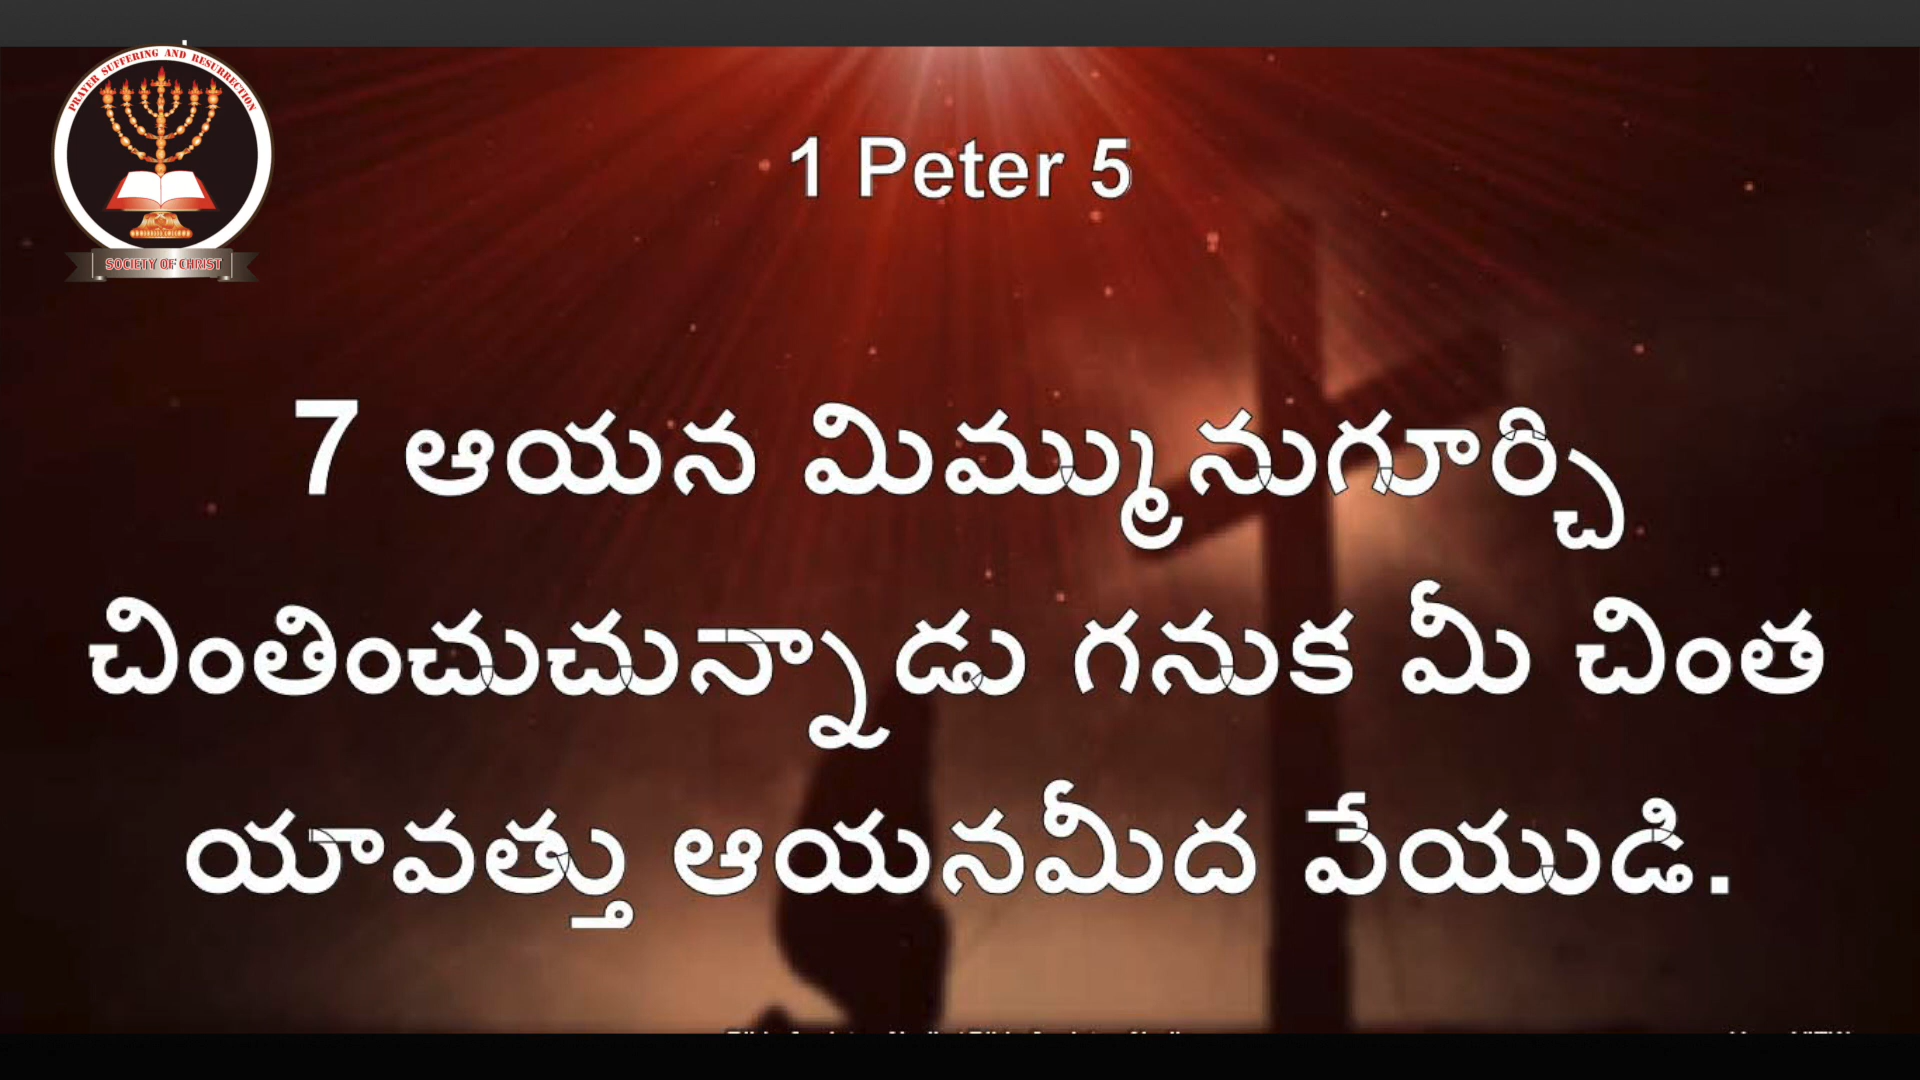 PRAYER SUFFERING AND RESURRECTION
SOCIETY OF CHRIST
1 Peter 5
7 ఆయన మిమ్మునుగూర్చి
చింతించుచున్నాడు గనుక మీ చింత
యావత్తు ఆయనమీద వేయుడి.